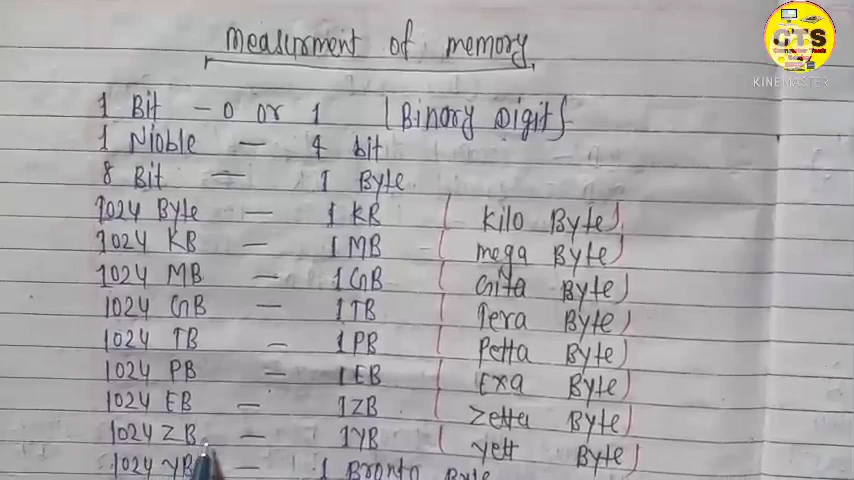 measurment of memory
GTS
KINEMASTER
1 Bit - 0 or 1 [Binary Digit}
1 Nibble - 4 bit
8 Bit - 1 Byte
1024 Byte - 1 KB ( kilo Byte)
1024 KB - 1 MB ( mega Byte)
1024 MB - 1 GB ( Gita Byte)
1024 GB - 1 TB ( Tera Byte)
1024 TB - 1 PB ( Petta Byte)
1024 PB - 1 EB ( Exa Byte)
1024 EB - 1 ZB ( Zetta Byte)
1024 ZB - 1 YB ( yett Byte)
1024 YB - 1 Bronto Byte